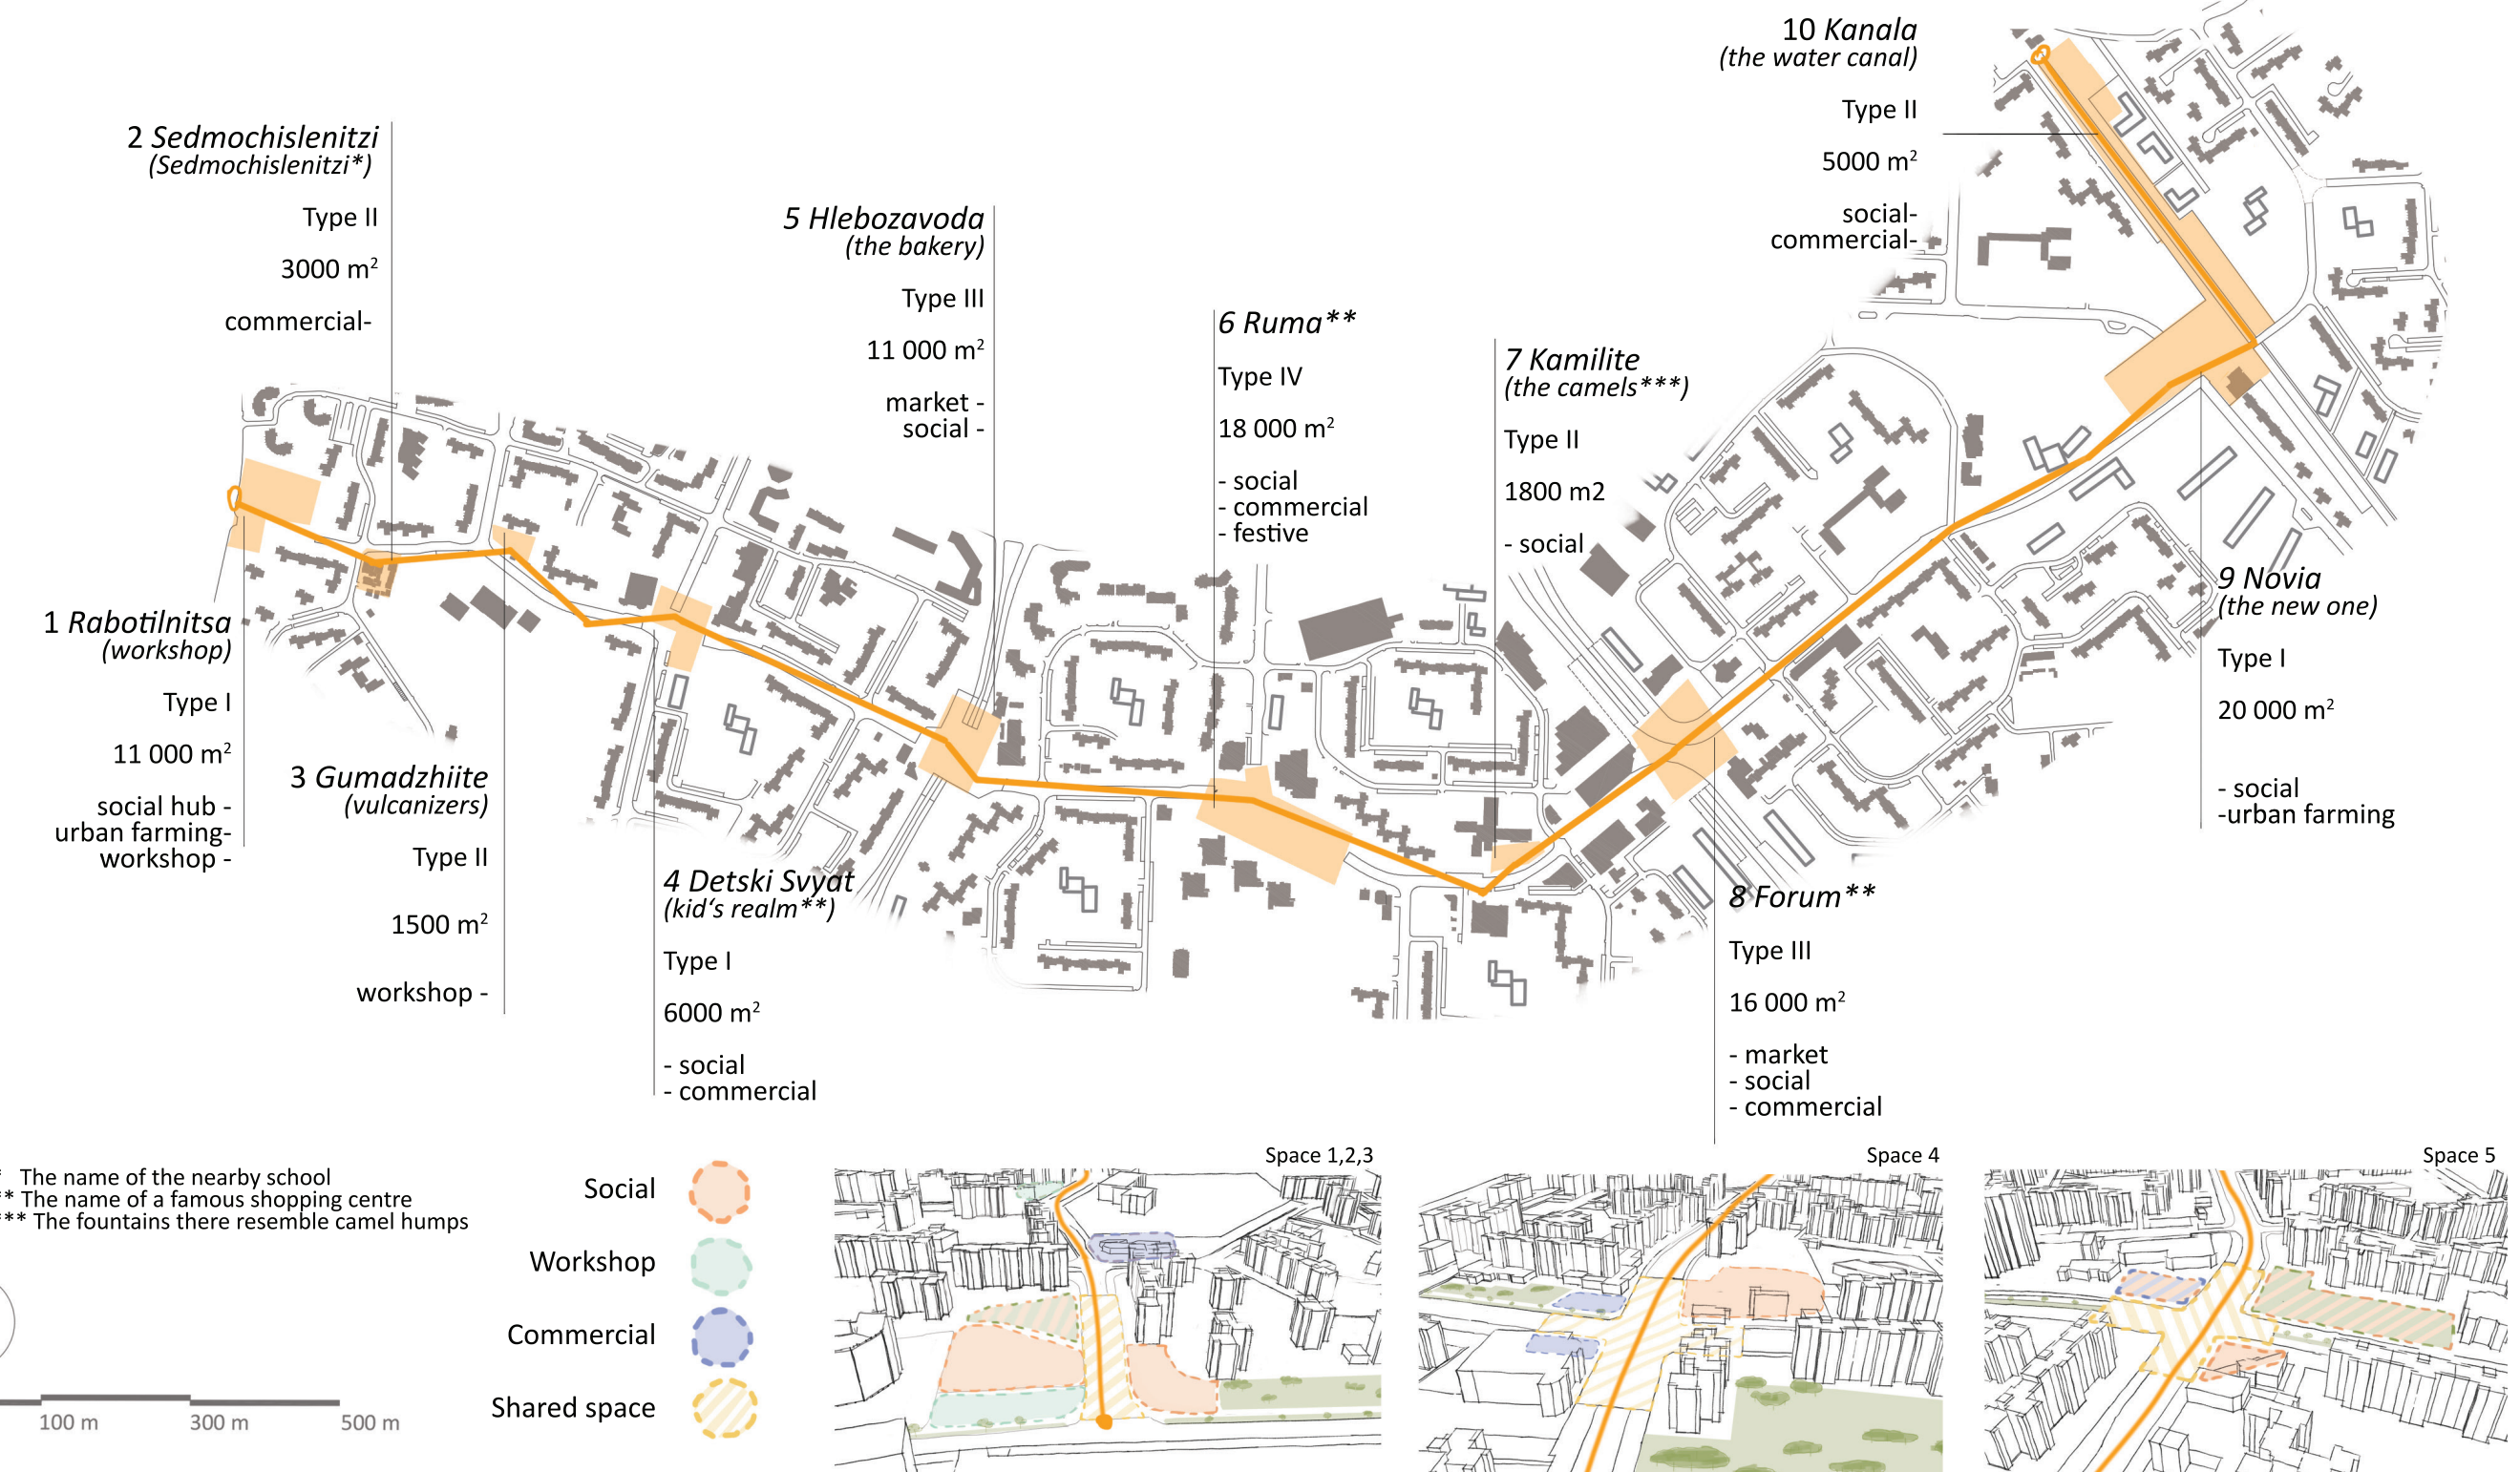 10 Kanala
(the water canal)
Type II
5000 m²
social-
commercial-
2 Sedmochislenitzi
(Sedmochislenitzi*)
Type II
3000 m²
commercial-
5 Hlebozavoda
(the bakery)
Type III
11 000 m²
market -
social -
6 Ruma**
Type IV
18 000 m²
- social
- commercial
- festive
7 Kamilite
(the camels***)
Type II
1800 m2
- social
1 Rabotilnitsa
(workshop)
Type I
11 000 m²
social hub -
urban farming-
workshop -
3 Gumadzhiite
(vulcanizers)
Type II
1500 m²
workshop -
4 Detski Svyat
(kid‘s realm**)
Type I
6000 m²
- social
- commercial
8 Forum**
Type III
16 000 m²
- market
- social
- commercial
9 Novia
(the new one)
Type I
20 000 m²
- social
-urban farming
* The name of the nearby school
** The name of a famous shopping centre
*** The fountains there resemble camel humps
100 m 300 m 500 m
Social
Workshop
Commercial
Shared space
Space 1,2,3
Space 4
Space 5